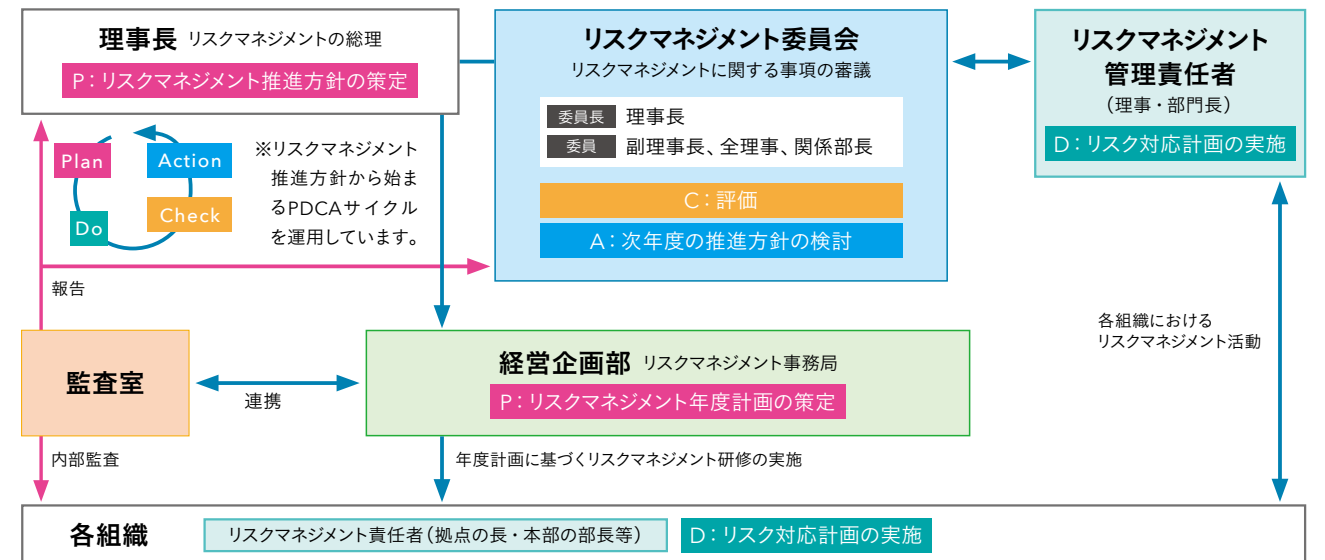 理事長 リスクマネジメントの総理
P：リスクマネジメント推進方針の策定
Plan
Action
Do
Check
※リスクマネジメント
推進方針から始ま
るPDCAサイクル
を運用しています。
リスクマネジメント委員会
リスクマネジメントに関する事項の審議
委員長 理事長
委員 副理事長、全理事、関係部長
C：評価
A：次年度の推進方針の検討
リスクマネジメント
管理責任者
（理事・部門長）
D：リスク対応計画の実施
報告
各組織における
リスクマネジメント活動
監査室
連携
経営企画部 リスクマネジメント事務局
P：リスクマネジメント年度計画の策定
内部監査
年度計画に基づくリスクマネジメント研修の実施
各組織 リスクマネジメント責任者（拠点の長・本部の部長等） D：リスク対応計画の実施